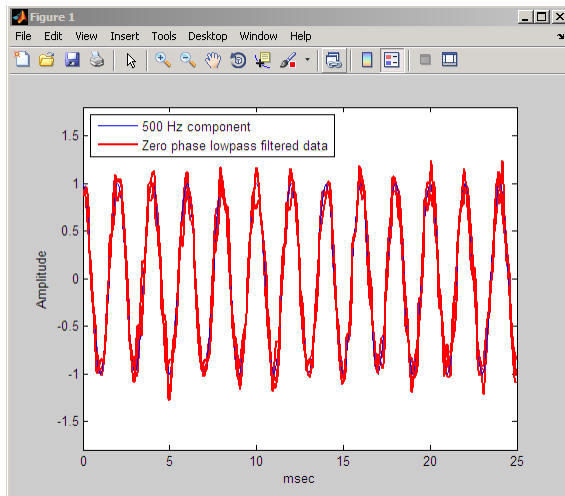 Figure 1
File Edit View Insert Tools Desktop Window Help
500 Hz component
Zero phase lowpass filtered data
1.5
1
0.5
0
-0.5
-1
-1.5
Amplitude
0 5 10 15 20 25
msec